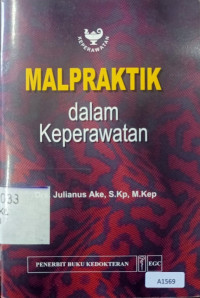 KEPERAWATAN
MALPRAKTIK
dalam
Keperawatan
Julianus Ake, S.Kp, M.Kep
033
PENERBIT BUKU KEDOKTERAN EGC
A1569